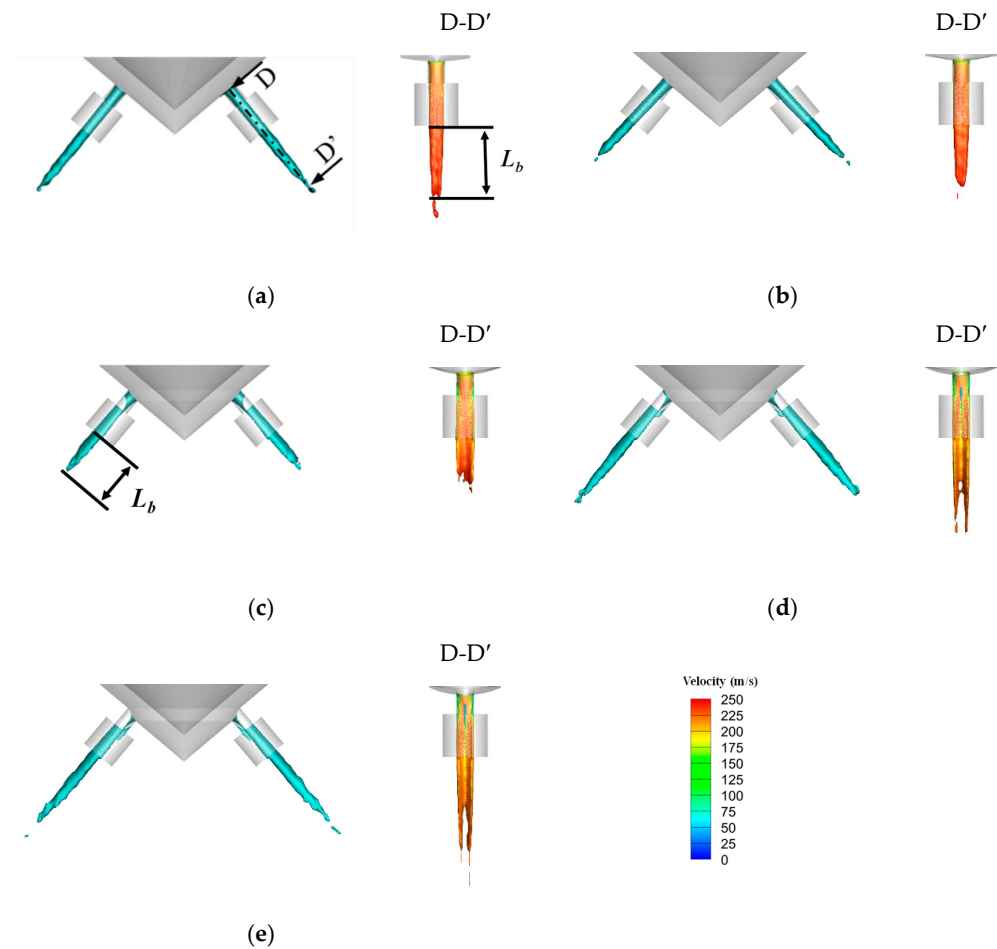 D-D′ D-D′
D
D'
L_b
(a) (b)
D-D′ D-D′
L_b
(c) (d)
D-D′
Velocity (m/s)
250
225
200
175
150
125
100
75
50
25
0
(e)